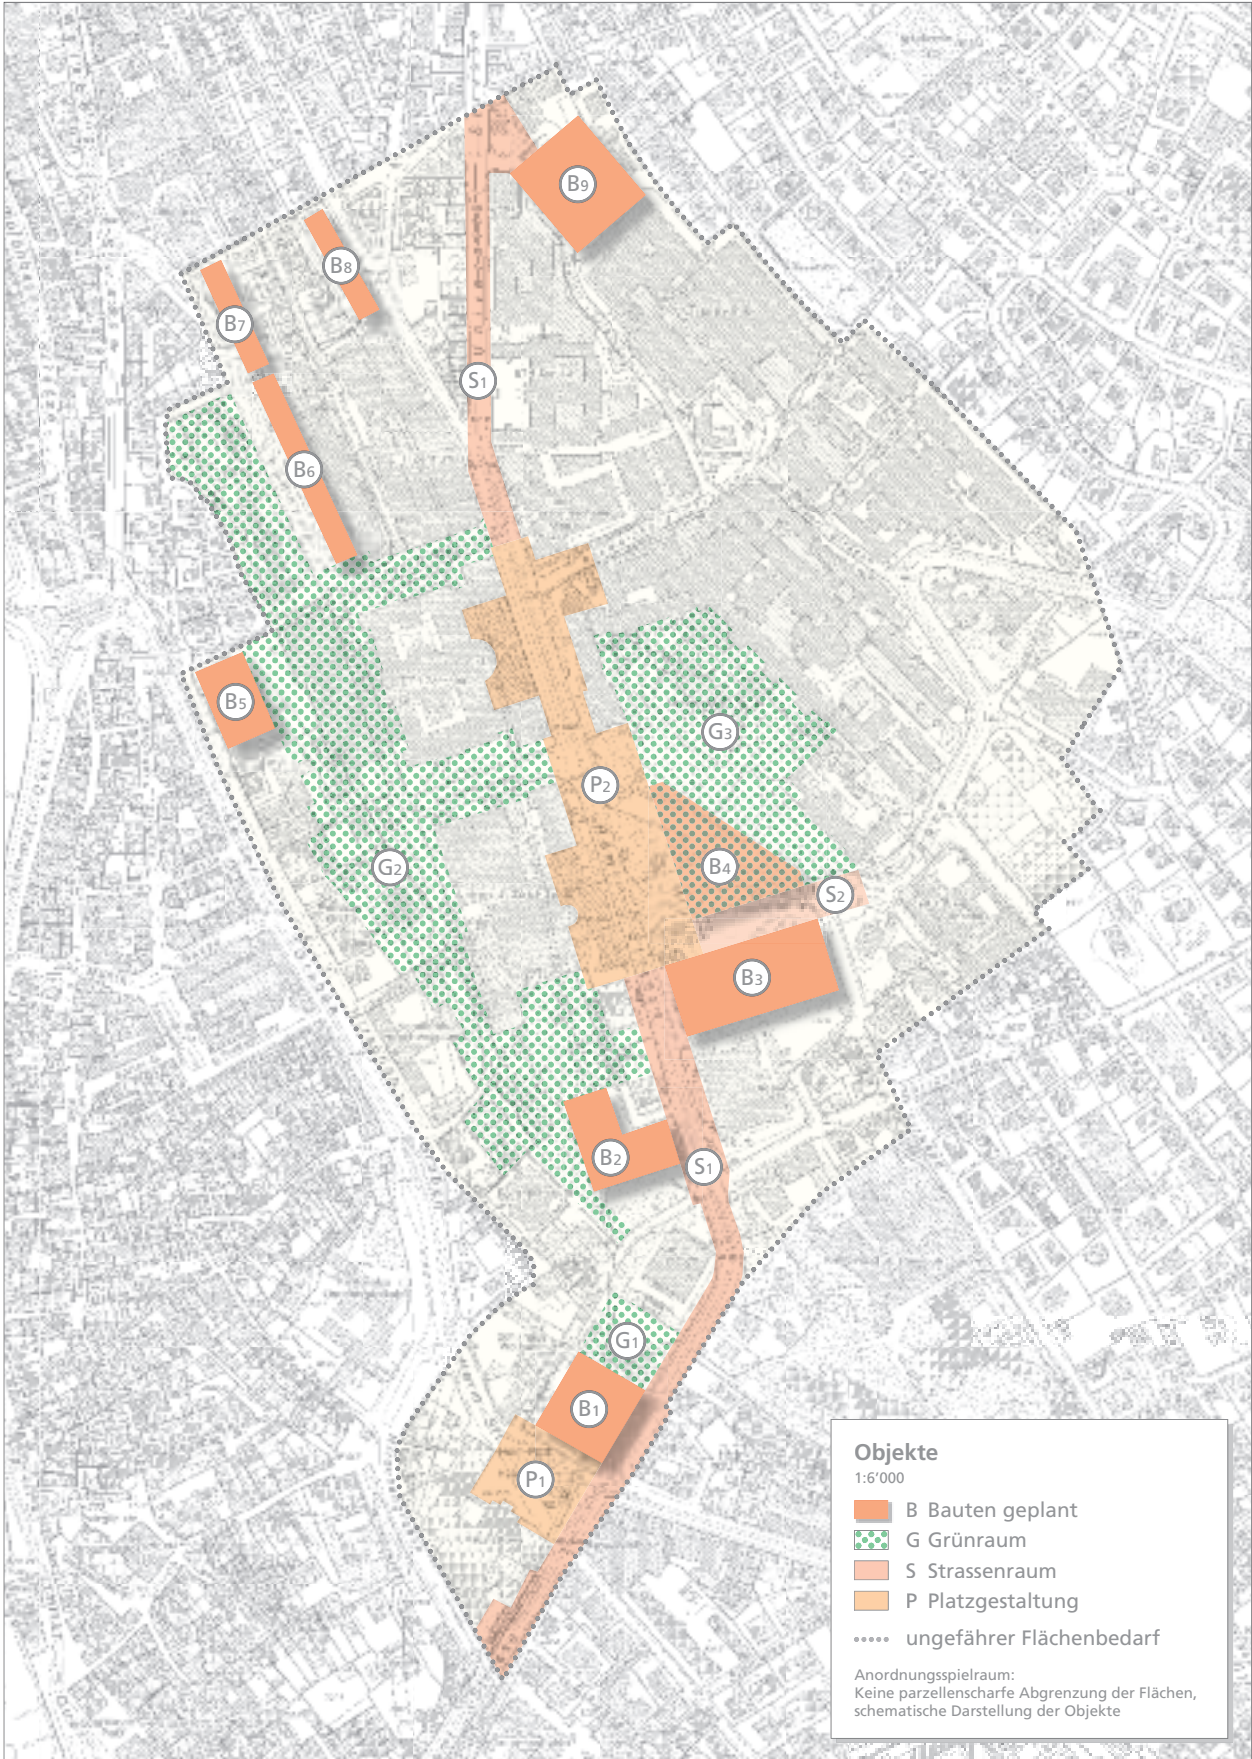 B9
B8
B7
S1
B6
B5
G3
P2
B4
G2
S2
B3
B2
S1
G1
B1
P1
Objekte
1:6’000
B Bauten geplant
G Grünraum
S Strassenraum
P Platzgestaltung
ungefährer Flächenbedarf
Anordnungsspielraum:
Keine parzellenscharfe Abgrenzung der Flächen,
schematische Darstellung der Objekte